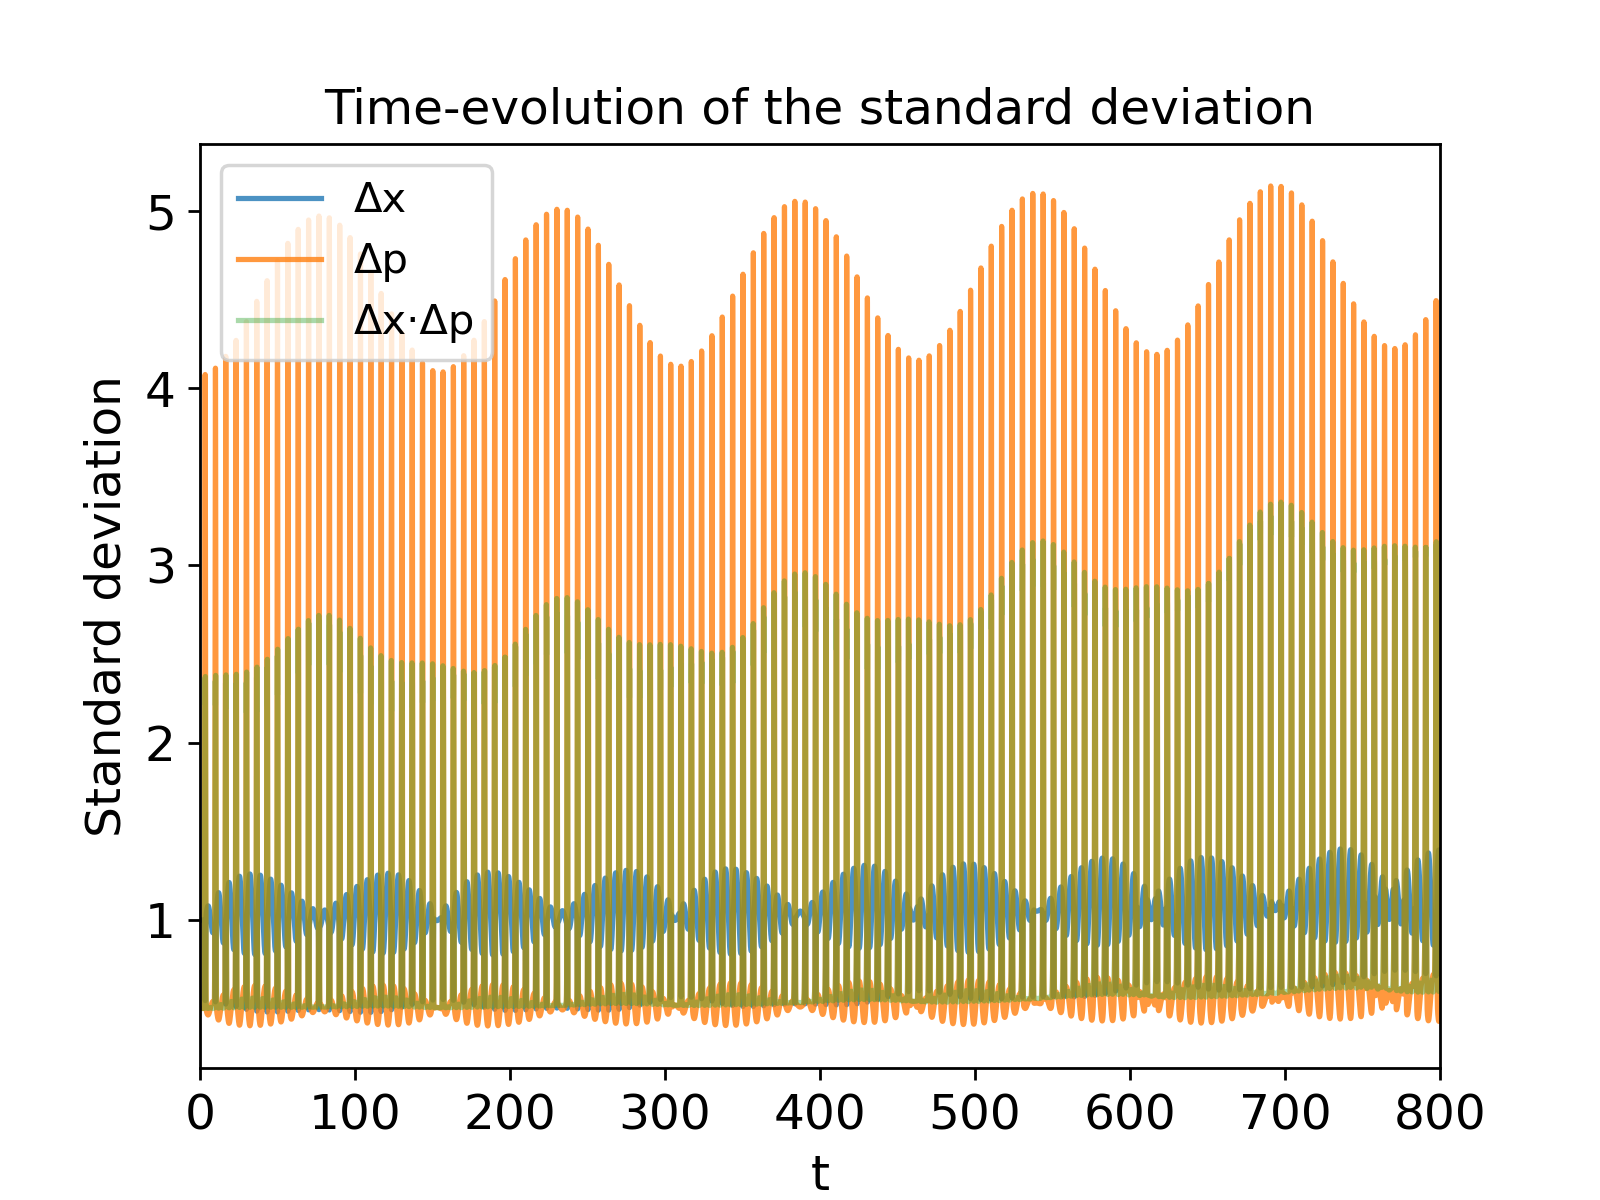 Time-evolution of the standard deviation
Δx
Δp
Δx·Δp
Standard deviation
5
4
3
2
1
0 100 200 300 400 500 600 700 800
t